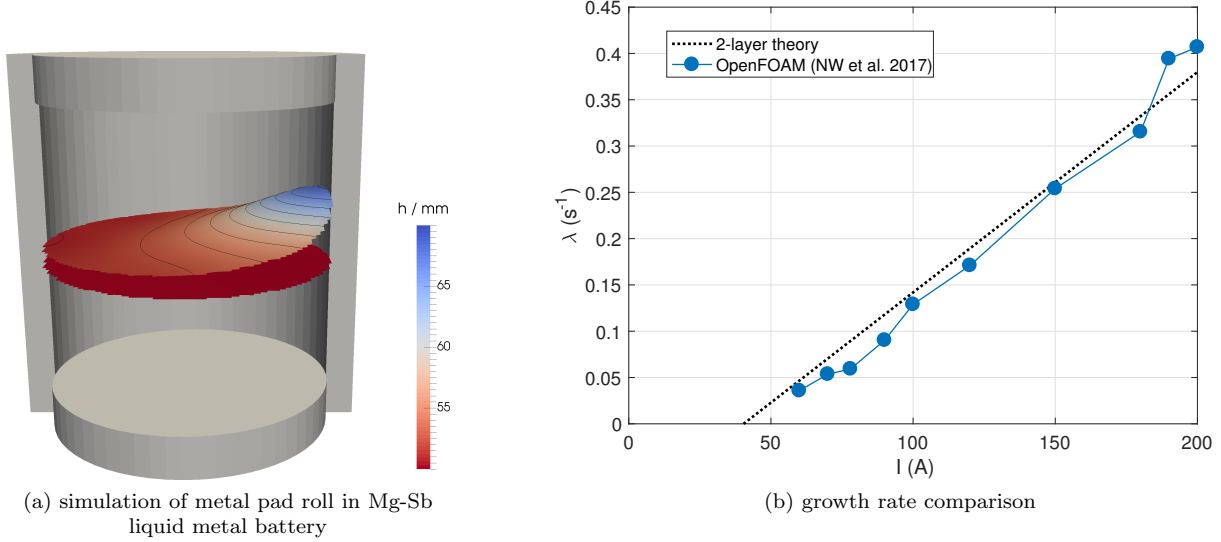 h / mm
65
60
55
(a) simulation of metal pad roll in Mg-Sb
liquid metal battery
2-layer theory
OpenFOAM (NW et al. 2017)
λ (s⁻¹)
0.4
0.35
0.3
0.25
0.2
0.15
0.1
0.05
0
0 50 100 150 200
I (A)
(b) growth rate comparison